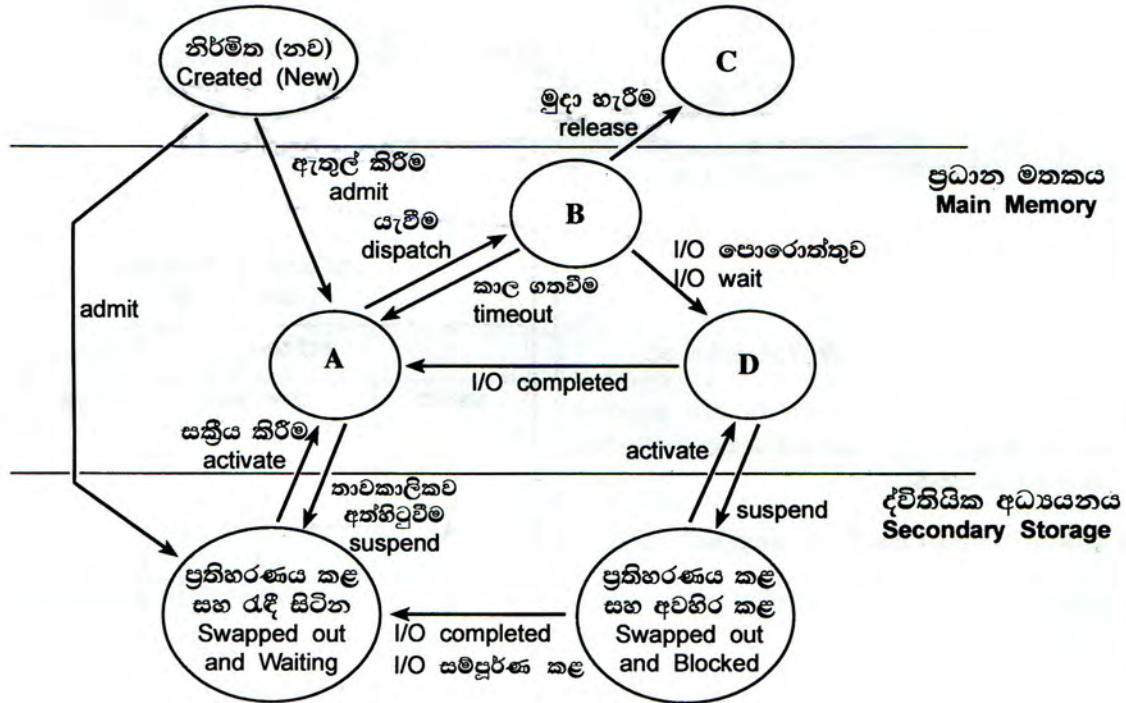 නිර්මිත (නව)
Created (New)
C
මුදා හැරීම
release
ඇතුල් කිරීම
admit
ප්‍රධාන මතකය
Main Memory
B
යැවීම
dispatch
I/O පොරොත්තුව
I/O wait
කාල ගතවීම
timeout
admit
A
D
I/O completed
සක්‍රීය කිරීම
activate
activate
තාවකාලිකව
අත්හිටුවීම
suspend
suspend
ද්විතියික අධ්‍යයනය
Secondary Storage
ප්‍රතිහරණය කළ
සහ රැඳී සිටින
Swapped out
and Waiting
I/O completed
I/O සම්පූර්ණ කළ
ප්‍රතිහරණය කළ
සහ අවහිර කළ
Swapped out
and Blocked